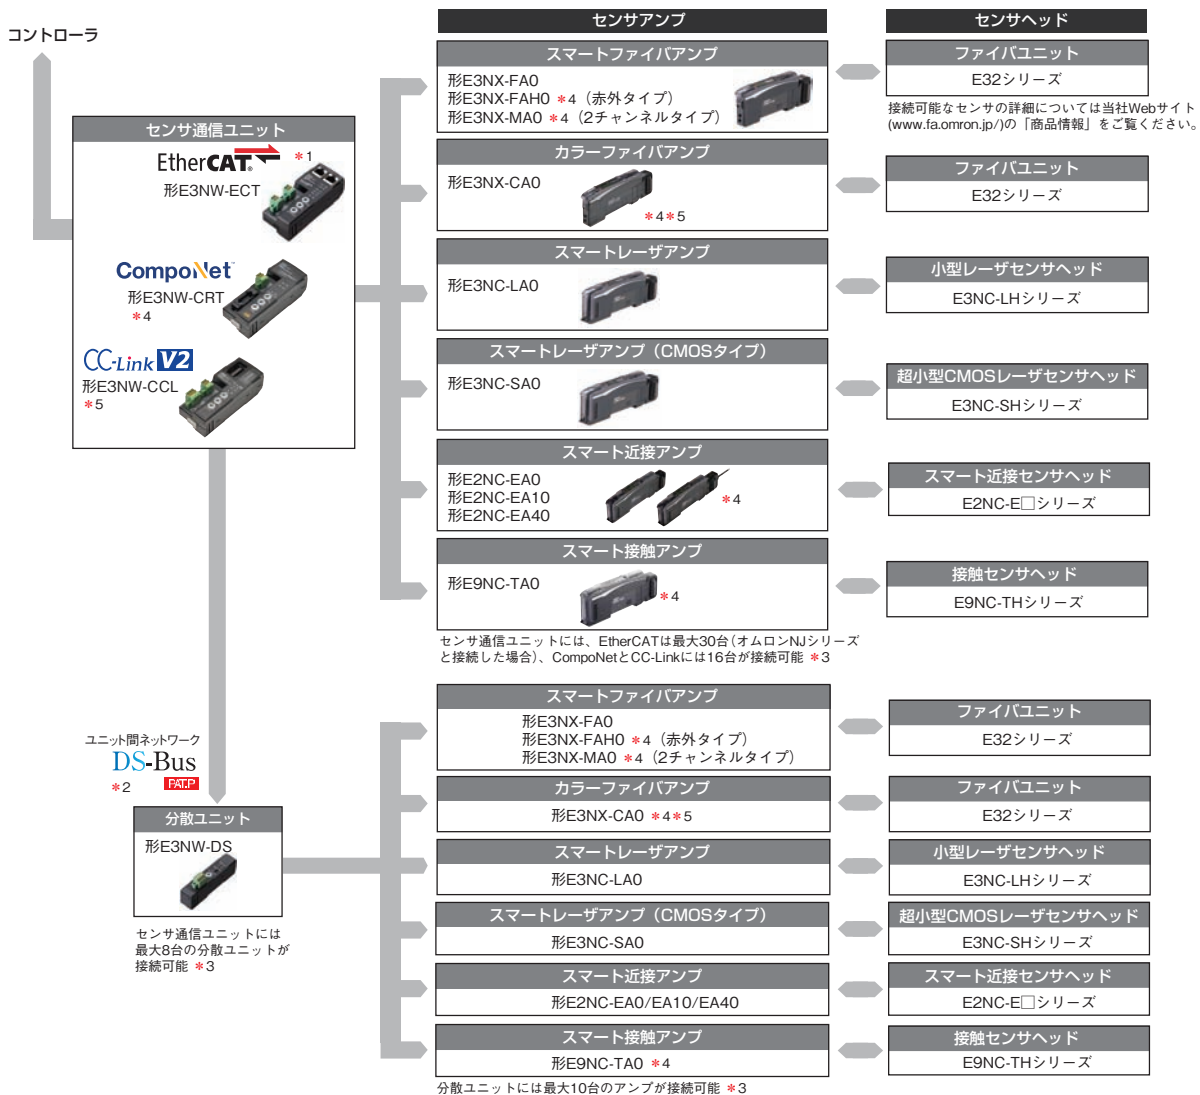 コントローラ
センサ通信ユニット
EtherCAT® *1
形E3NW-ECT
CompoNet™
形E3NW-CRT
*4
CC-Link V2
形E3NW-CCL
*5
ユニット間ネットワーク
DS-Bus
*2 PAT.P
分散ユニット
形E3NW-DS
センサ通信ユニットには
最大8台の分散ユニットが
接続可能 *3
センサアンプ
スマートファイバアンプ
形E3NX-FA0
形E3NX-FAH0 *4(赤外タイプ)
形E3NX-MA0 *4(2チャンネルタイプ)
カラーファイバアンプ
形E3NX-CA0
*4*5
スマートレーザアンプ
形E3NC-LA0
スマートレーザアンプ(CMOSタイプ)
形E3NC-SA0
スマート近接アンプ
形E2NC-EA0
形E2NC-EA10
形E2NC-EA40
*4
スマート接触アンプ
形E9NC-TA0
*4
センサ通信ユニットには、EtherCATは最大30台(オムロンNJシリーズ
と接続した場合)、CompoNetとCC-Linkには16台が接続可能 *3
スマートファイバアンプ
形E3NX-FA0
形E3NX-FAH0 *4(赤外タイプ)
形E3NX-MA0 *4(2チャンネルタイプ)
カラーファイバアンプ
形E3NX-CA0 *4*5
スマートレーザアンプ
形E3NC-LA0
スマートレーザアンプ(CMOSタイプ)
形E3NC-SA0
スマート近接アンプ
形E2NC-EA0/EA10/EA40
スマート接触アンプ
形E9NC-TA0 *4
分散ユニットには最大10台のアンプが接続可能 *3
センサヘッド
ファイバユニット
E32シリーズ
接続可能なセンサの詳細については当社Webサイト
(www.fa.omron.jp/)の「商品情報」をご覧ください。
ファイバユニット
E32シリーズ
小型レーザセンサヘッド
E3NC-LHシリーズ
超小型CMOSレーザセンサヘッド
E3NC-SHシリーズ
スマート近接センサヘッド
E2NC-E□シリーズ
接触センサヘッド
E9NC-THシリーズ
ファイバユニット
E32シリーズ
ファイバユニット
E32シリーズ
小型レーザセンサヘッド
E3NC-LHシリーズ
超小型CMOSレーザセンサヘッド
E3NC-SHシリーズ
スマート近接センサヘッド
E2NC-E□シリーズ
接触センサヘッド
E9NC-THシリーズ